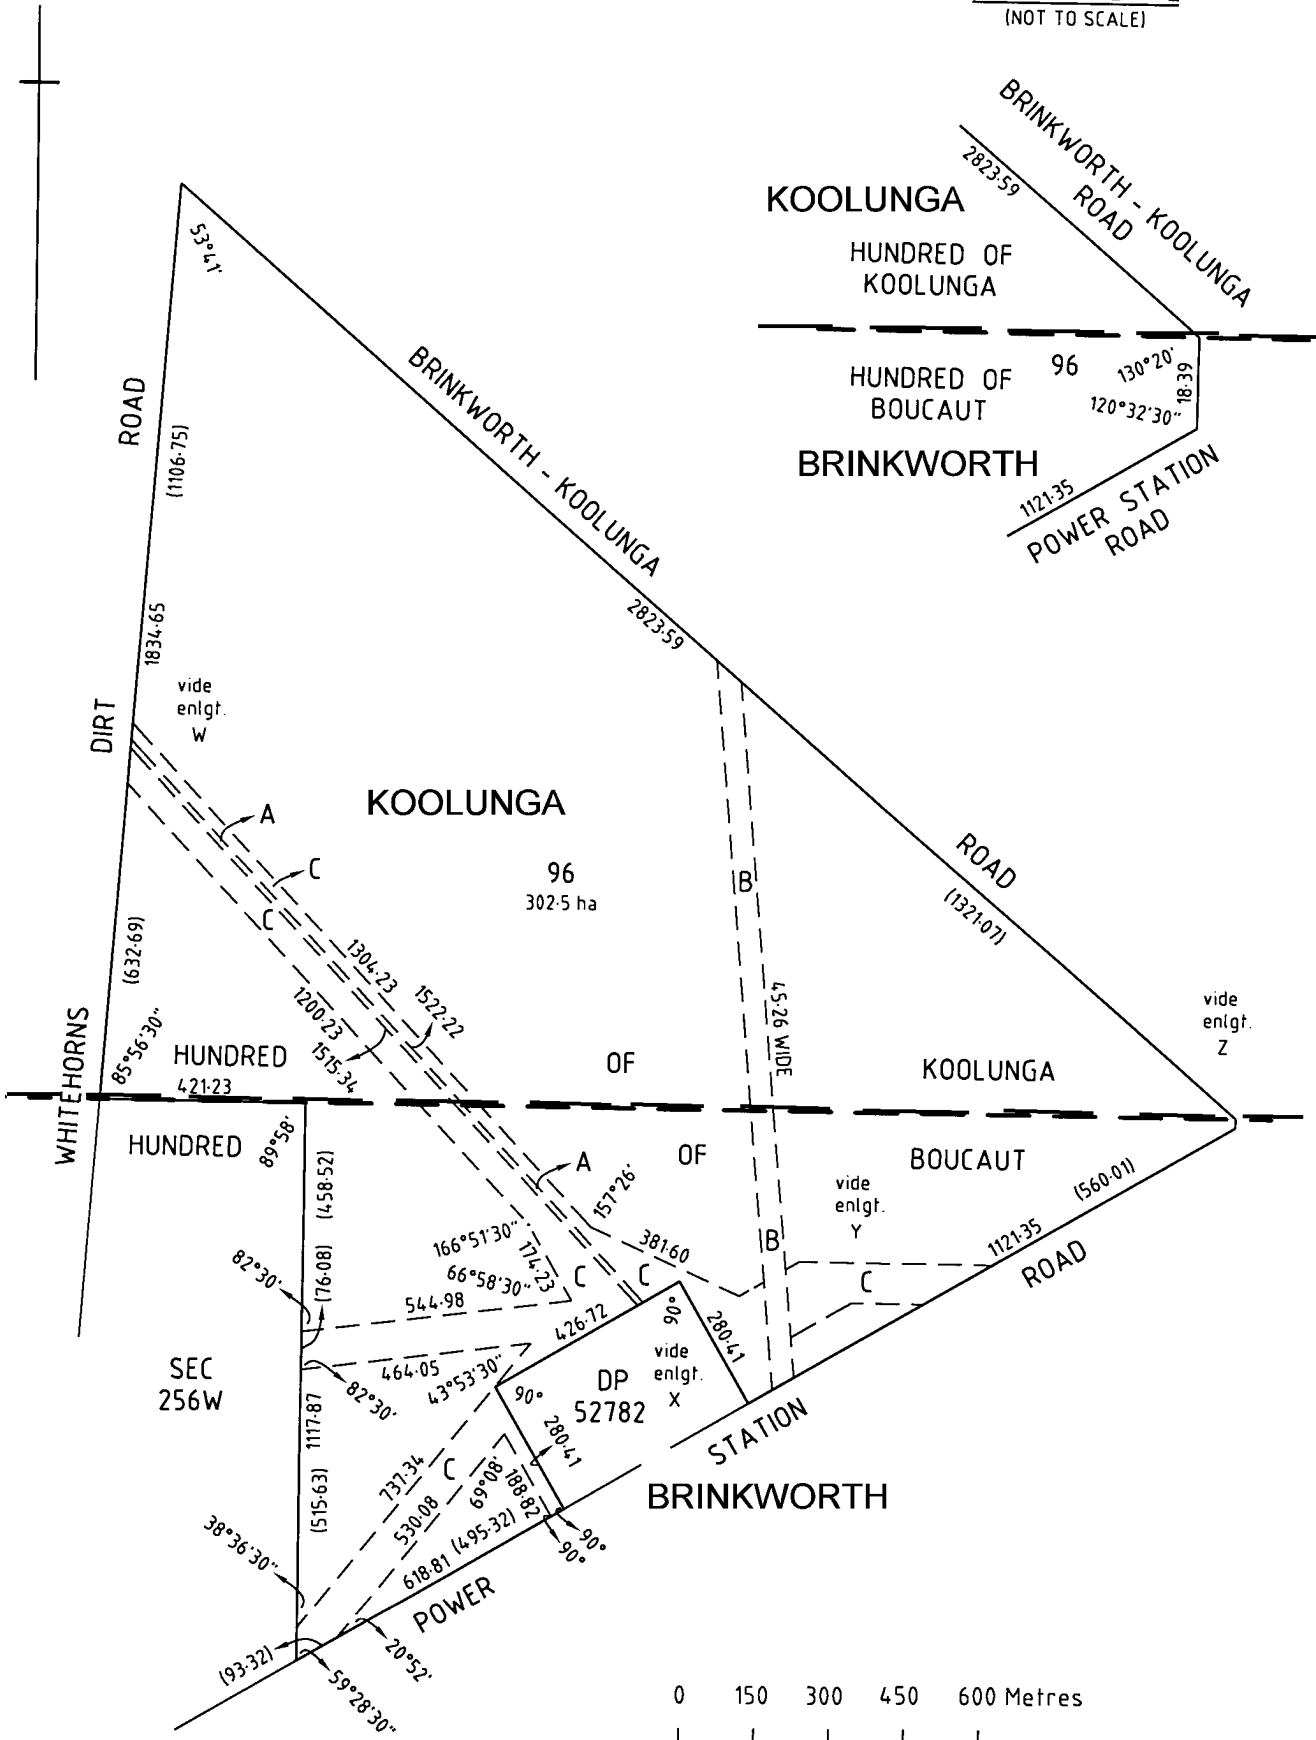 (NOT TO SCALE)
BRINKWORTH - KOOLUNGA
ROAD
2823·59
KOOLUNGA
HUNDRED OF
KOOLUNGA
HUNDRED OF
BOUCAUT
96
130°20'
18·39
120°32'30"
BRINKWORTH
1121·35
POWER STATION
ROAD
53°41'
ROAD
(1106·75)
BRINKWORTH - KOOLUNGA
2823·59
1834·65
vide
enlgt.
W
DIRT
A
C
C
KOOLUNGA
96
302·5 ha
B
ROAD
(1321·07)
(632·69)
1304·23
1522·22
1200·23
1515·34
45·26 WIDE
vide
enlgt.
Z
WHITEHORNS
85°56'30"
HUNDRED
OF
KOOLUNGA
421·23
HUNDRED
OF
BOUCAUT
89°58'
(458·52)
A
157°26'
vide
enlgt.
Y
(560·01)
166°51'30"
174·23
381·60
B
1121·35
ROAD
82°30'
(76·08)
66°58'30"
C
C
C
544·98
426·72
90°
280·41
SEC
256W
464·05
43°53'30"
82°30'
vide
enlgt.
X
DP
52782
90°
280·41
1117·87
STATION
737·34
C
69°08'
188·82
530·08
BRINKWORTH
(515·63)
38°36'30"
618·81
(495·32)
90°
90°
POWER
(93·32)
20°52'
59°28'30"
0 150 300 450 600 Metres